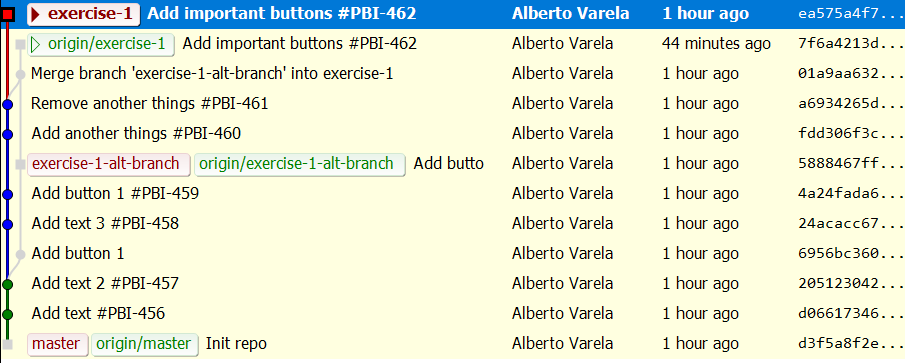 exercise-1 Add important buttons #PBI-462 Alberto Varela 1 hour ago ea575a4f7...
origin/exercise-1 Add important buttons #PBI-462 Alberto Varela 44 minutes ago 7f6a4213d...
Merge branch 'exercise-1-alt-branch' into exercise-1 Alberto Varela 1 hour ago 01a9aa632...
Remove another things #PBI-461 Alberto Varela 1 hour ago a6934265d...
Add another things #PBI-460 Alberto Varela 1 hour ago fdd306f3c...
exercise-1-alt-branch origin/exercise-1-alt-branch Add butto Alberto Varela 1 hour ago 5888467ff...
Add button 1 #PBI-459 Alberto Varela 1 hour ago 4a24fada6...
Add text 3 #PBI-458 Alberto Varela 1 hour ago 24acacc67...
Add button 1 Alberto Varela 1 hour ago 6956bc360...
Add text 2 #PBI-457 Alberto Varela 1 hour ago 205123042...
Add text #PBI-456 Alberto Varela 1 hour ago d06617346...
master origin/master Init repo Alberto Varela 1 hour ago d3f5a8f2e...